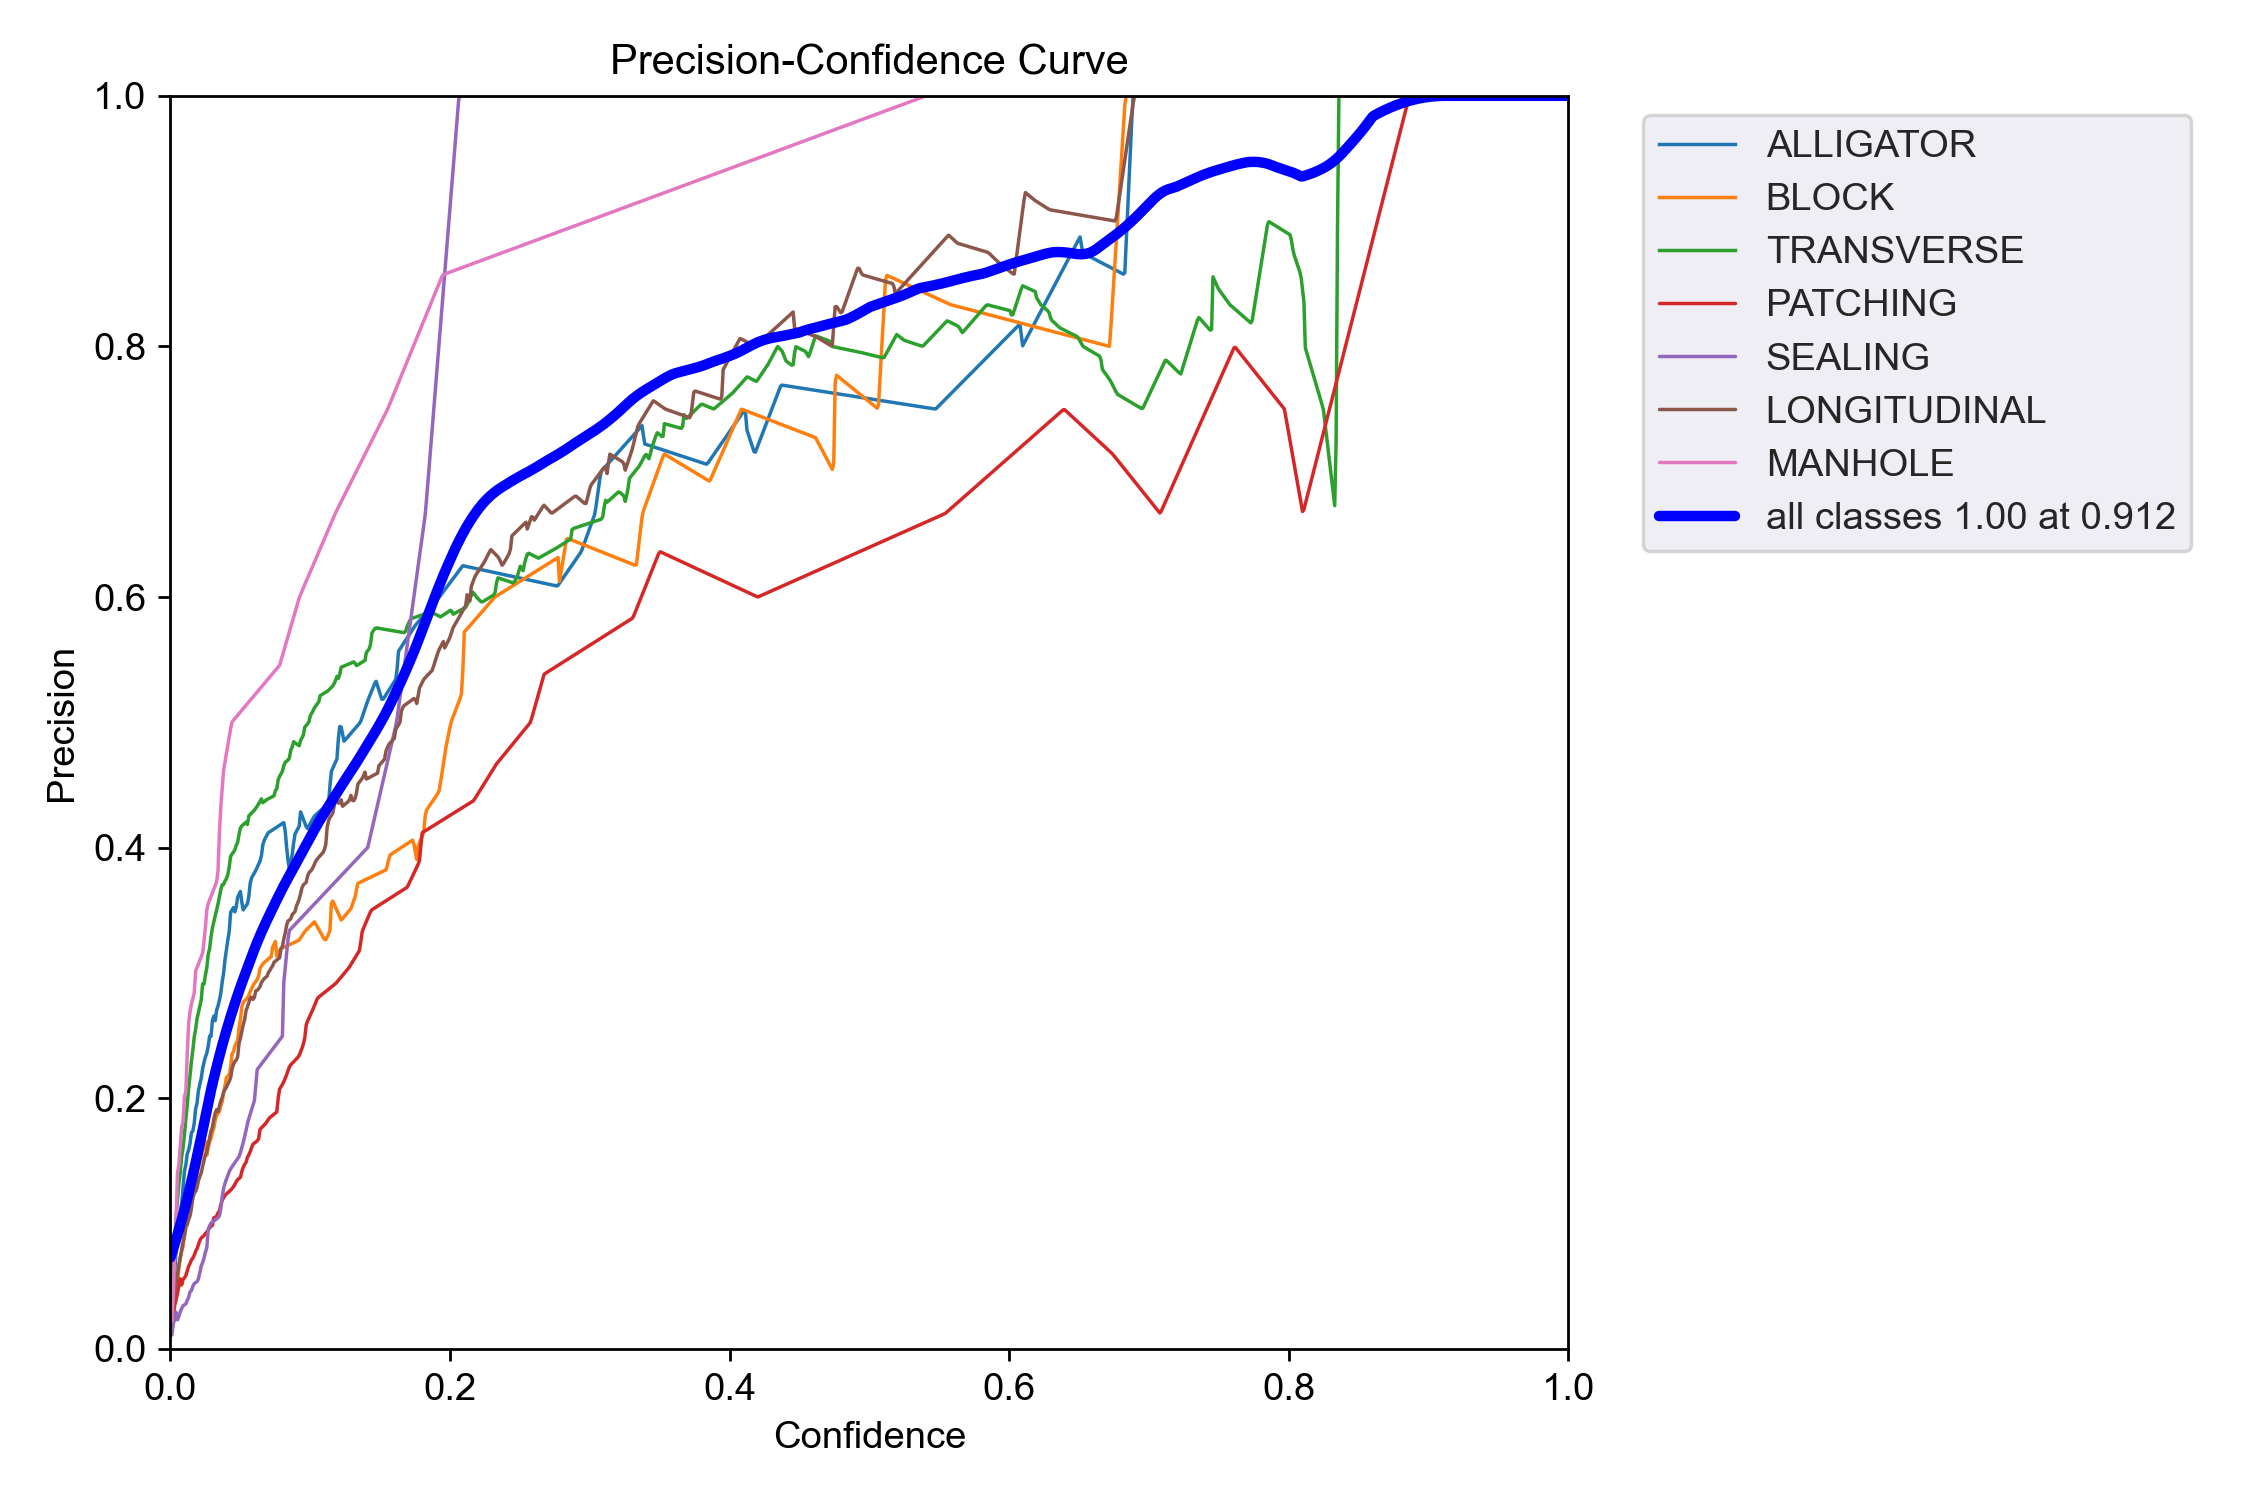 Precision-Confidence Curve
1.0
0.8
0.6
0.4
0.2
0.0
Precision
0.0 0.2 0.4 0.6 0.8 1.0
Confidence
ALLIGATOR
BLOCK
TRANSVERSE
PATCHING
SEALING
LONGITUDINAL
MANHOLE
all classes 1.00 at 0.912